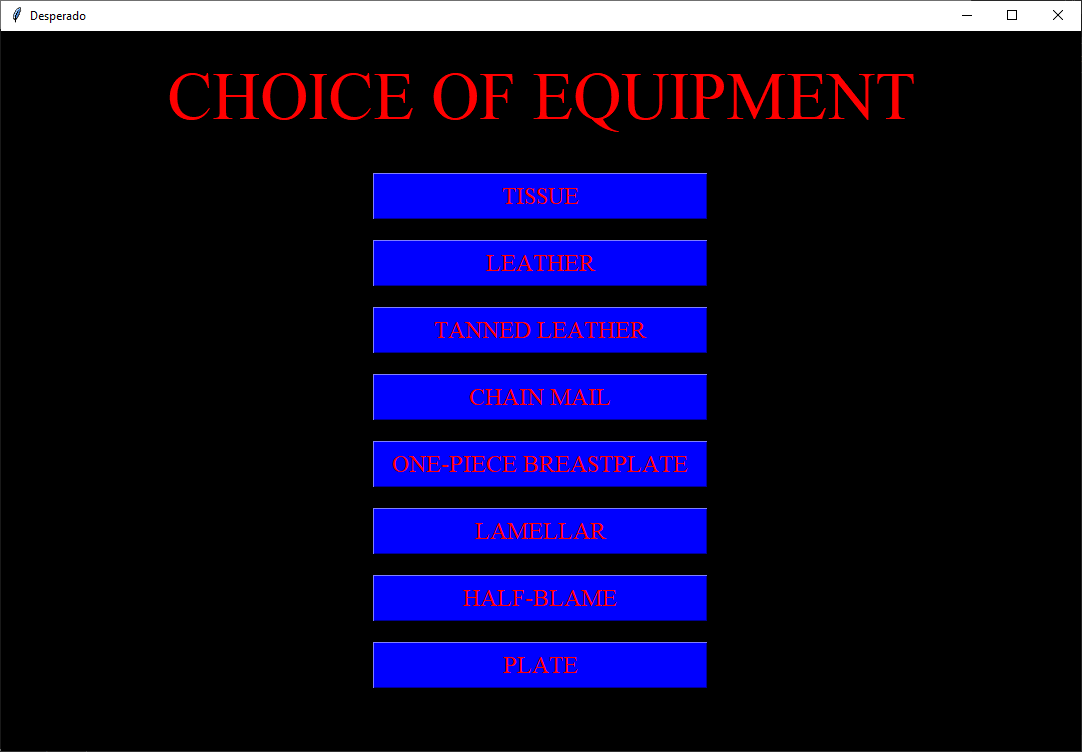 Desperado
CHOICE OF EQUIPMENT
TISSUE
LEATHER
TANNED LEATHER
CHAIN MAIL
ONE-PIECE BREASTPLATE
LAMELLAR
HALF-BLAME
PLATE